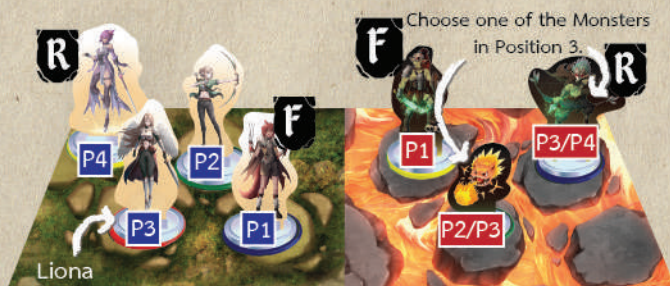 Choose one of the Monsters
in Position 3.
R
F
R
F
P4
P2
P1
P3/P4
P3
P1
P2/P3
Liona